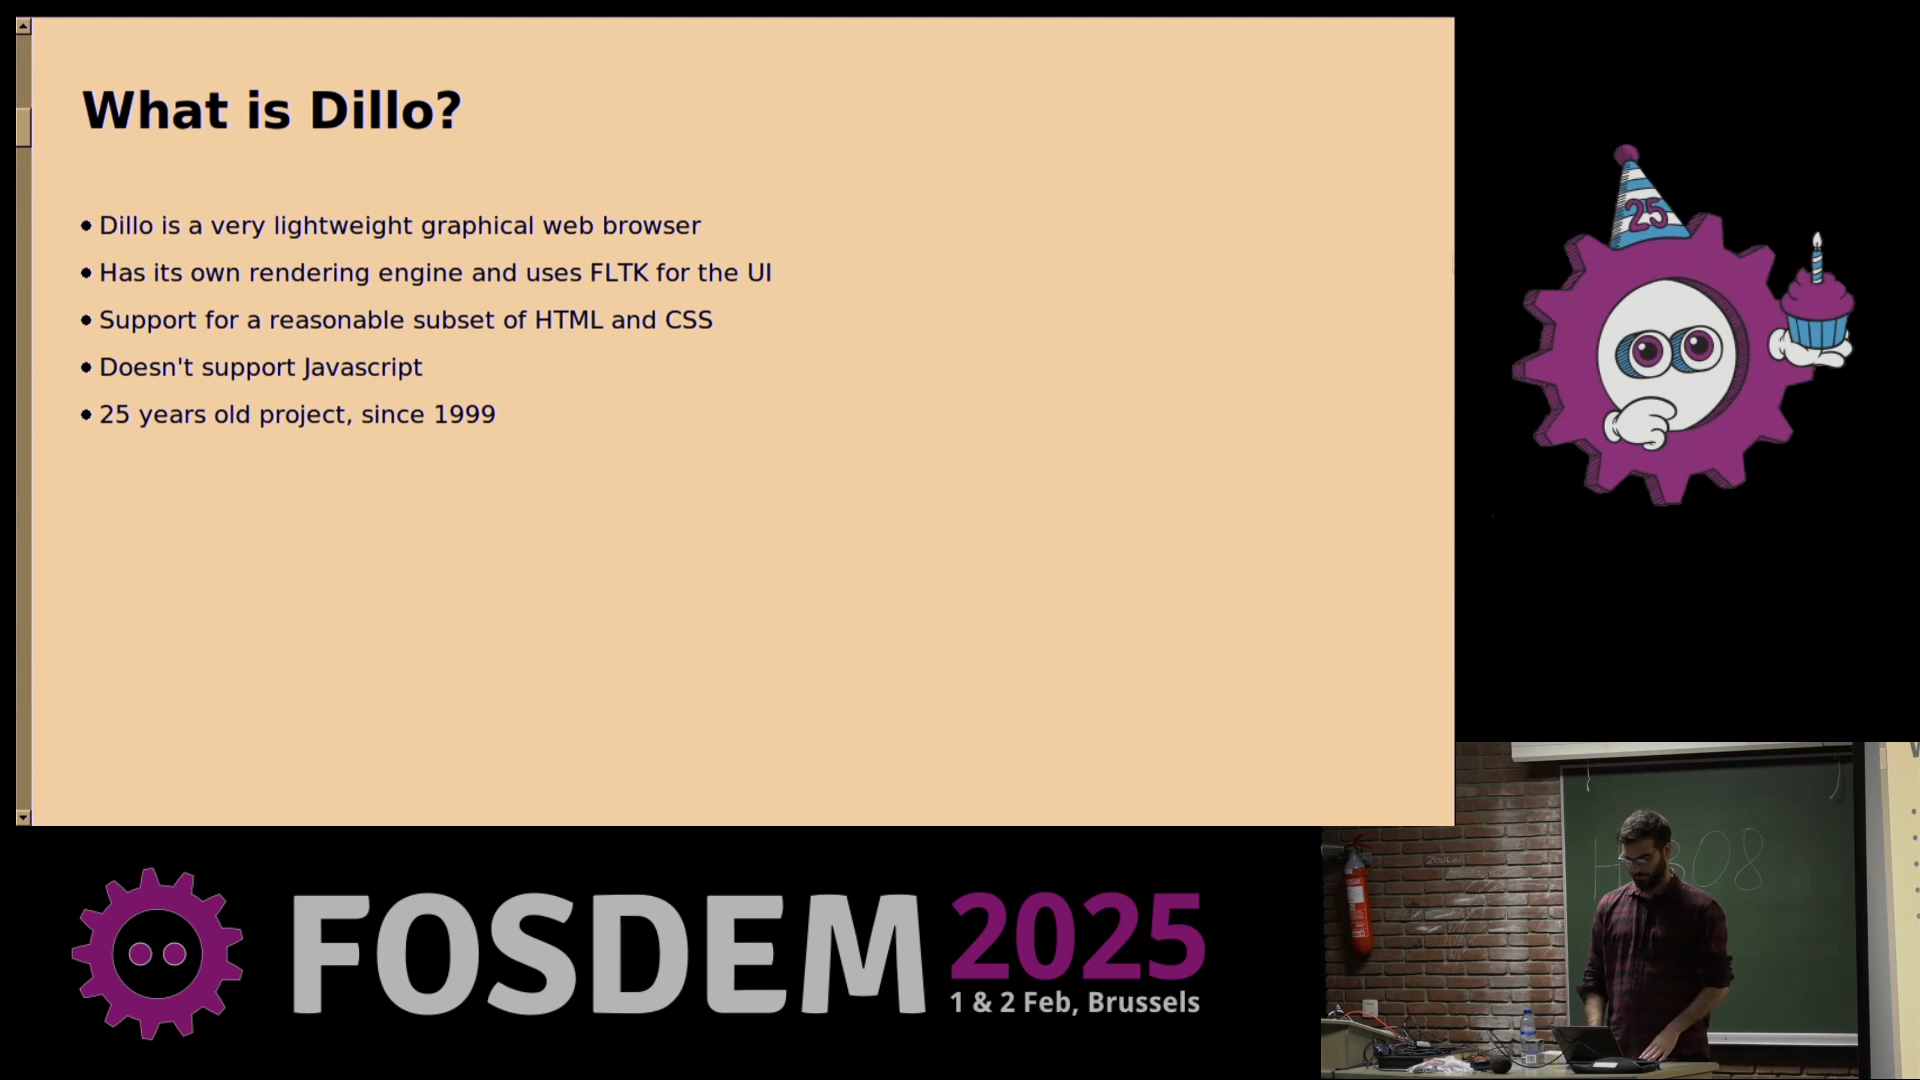 What is Dillo?
• Dillo is a very lightweight graphical web browser
• Has its own rendering engine and uses FLTK for the UI
• Support for a reasonable subset of HTML and CSS
• Doesn't support Javascript
• 25 years old project, since 1999
25
FOSDEM 2025
1 & 2 Feb, Brussels